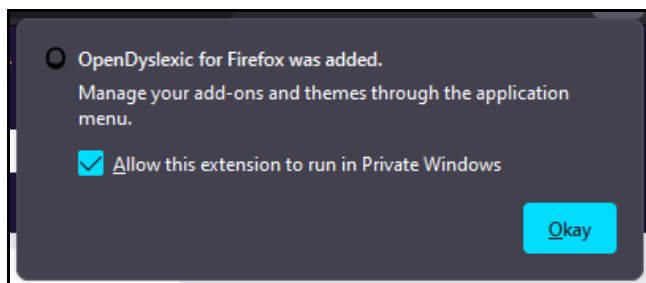 OpenDyslexic for Firefox was added.
Manage your add-ons and themes through the application
menu.
Allow this extension to run in Private Windows
Okay